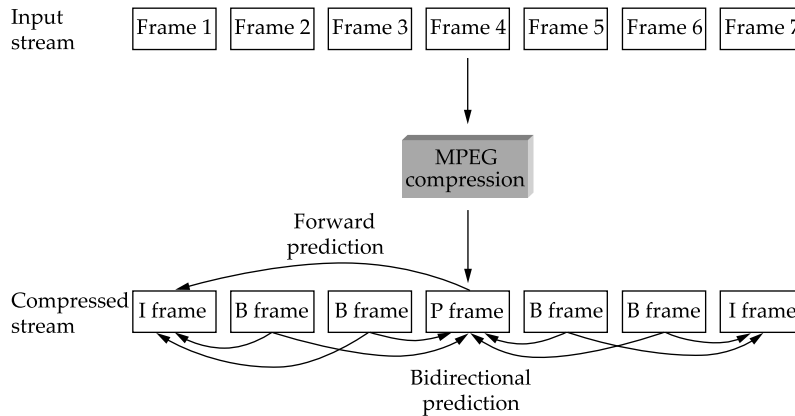 Input
stream
Frame 1 Frame 2 Frame 3 Frame 4 Frame 5 Frame 6 Frame 7
MPEG
compression
Forward
prediction
Compressed
stream
I frame B frame B frame P frame B frame B frame I frame
Bidirectional
prediction